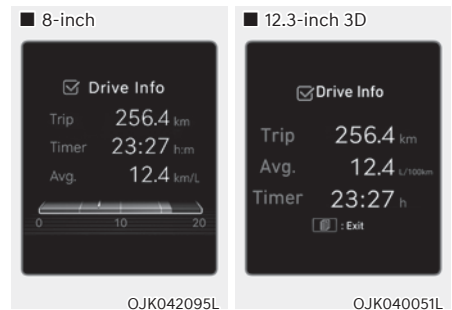 ■ 8-inch
Drive Info
Trip 256.4 km
Timer 23:27 h:m
Avg. 12.4 km/L
0 10 20
OJK042095L
■ 12.3-inch 3D
Drive Info
Trip 256.4 km
Avg. 12.4 L/100km
Timer 23:27 h
: Exit
OJK040051L